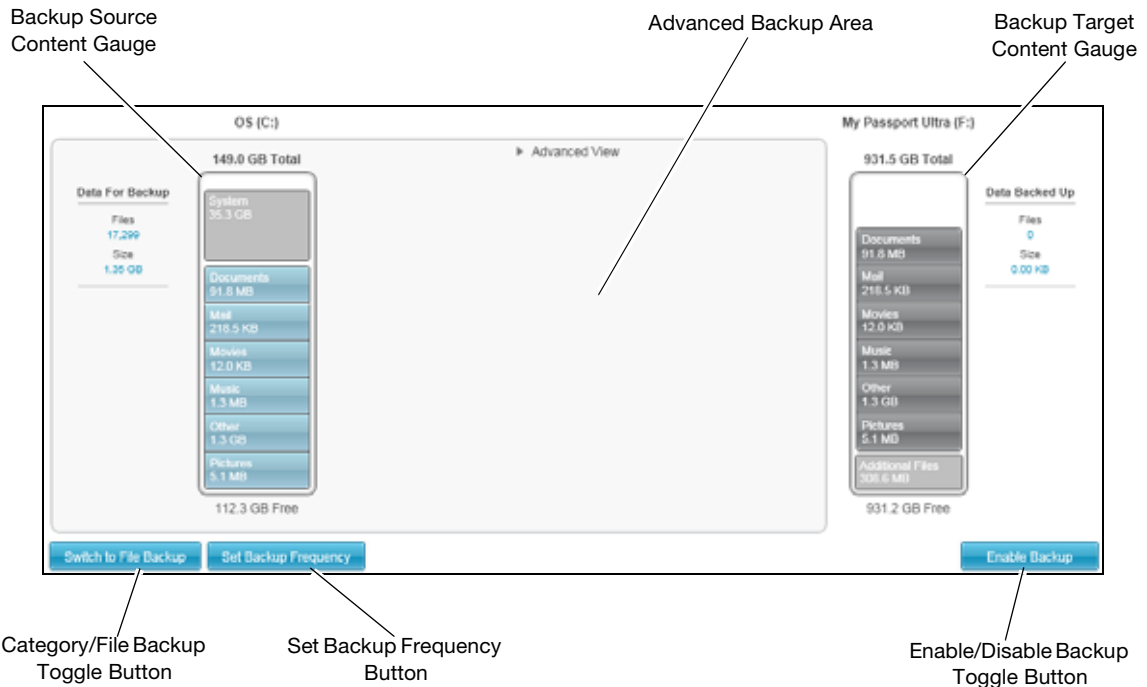 Backup Source
Content Gauge
Advanced Backup Area
Backup Target
Content Gauge
OS (C:)
My Passport Ultra (F:)
149.0 GB Total
Advanced View
931.5 GB Total
Data For Backup
Files
17,299
Size
1.35 GB
System
35.3 GB
Documents
91.8 MB
Mail
218.5 KB
Movies
12.0 KB
Music
1.3 MB
Other
1.3 GB
Pictures
5.1 MB
112.3 GB Free
Documents
91.8 MB
Mail
218.5 KB
Movies
12.0 KB
Music
1.3 MB
Other
1.3 GB
Pictures
5.1 MB
Additional Files
308.6 MB
931.2 GB Free
Data Backed Up
Files
0
Size
0.00 KB
Switch to File Backup
Set Backup Frequency
Enable Backup
Category/File Backup
Toggle Button
Set Backup Frequency
Button
Enable/Disable Backup
Toggle Button